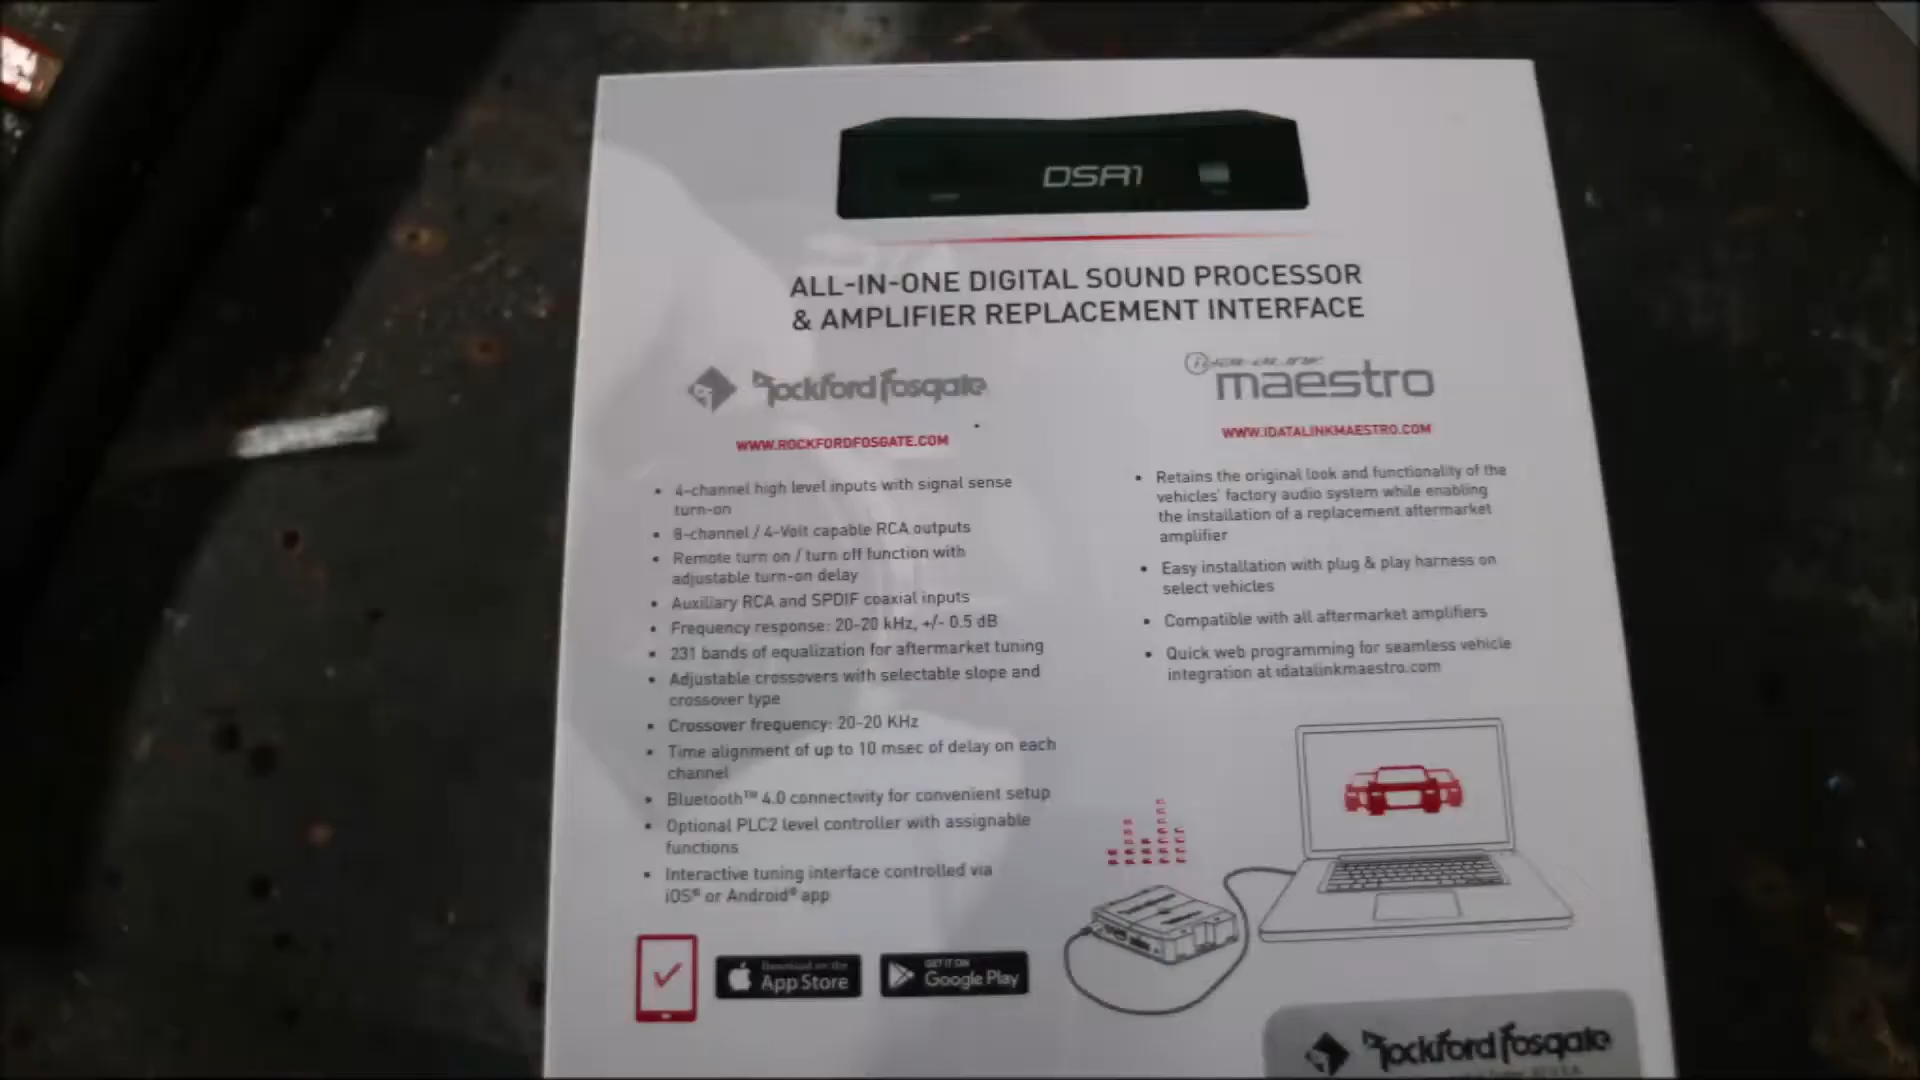 DSR1
ALL-IN-ONE DIGITAL SOUND PROCESSOR
& AMPLIFIER REPLACEMENT INTERFACE
Rockford Fosgate
WWW.ROCKFORDFOSGATE.COM
• 4-channel high level inputs with signal sense
turn-on
• 8-channel / 4-Volt capable RCA outputs
• Remote turn on / turn off function with
adjustable turn-on delay
• Auxiliary RCA and SPDIF coaxial inputs
• Frequency response: 20-20 kHz, +/- 0.5 dB
• 231 bands of equalization for aftermarket tuning
• Adjustable crossovers with selectable slope and
crossover type
• Crossover frequency: 20-20 KHz
• Time alignment of up to 10 msec of delay on each
channel
• Bluetooth™ 4.0 connectivity for convenient setup
• Optional PLC2 level controller with assignable
functions
• Interactive tuning interface controlled via
iOS® or Android® app
Download on the
App Store
GET IT ON
Google Play
maestro
WWW.IDATALINKMAESTRO.COM
• Retains the original look and functionality of the
vehicles' factory audio system while enabling
the installation of a replacement aftermarket
amplifier
• Easy installation with plug & play harness on
select vehicles
• Compatible with all aftermarket amplifiers
• Quick web programming for seamless vehicle
integration at idatalinkmaestro.com
Rockford Fosgate